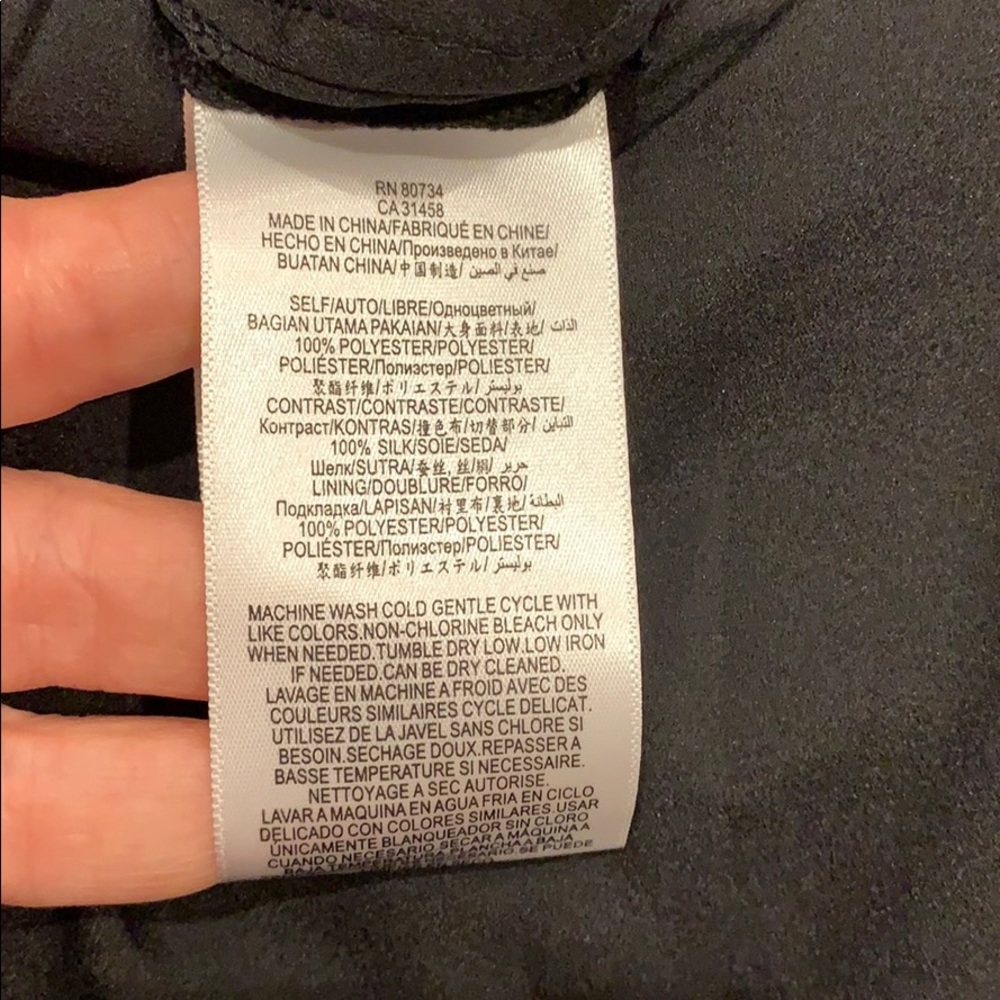 RN 80734
CA 31458
MADE IN CHINA/FABRIQUÉ EN CHINE/
HECHO EN CHINA/Произведено в Китае/
BUATAN CHINA/中国制造/ صنع في الصين
SELF/AUTO/LIBRE/Одноцветный/
BAGIAN UTAMA PAKAIAN/大身面料/表地/ الذات
100% POLYESTER/POLYESTER/
POLIÉSTER/Полиэстер/POLIESTER/
聚酯纤维/ポリエステル/ بوليستر
CONTRAST/CONTRASTE/CONTRASTE/
Контраст/KONTRAS/撞色布/切替部分/ التباين
100% SILK/SOIE/SEDA/
Шелк/SUTRA/蚕丝, 丝/絹/ حرير
LINING/DOUBLURE/FORRO/
Подкладка/LAPISAN/衬里布/裏地/ البطانة
100% POLYESTER/POLYESTER/
POLIÉSTER/Полиэстер/POLIESTER/
聚酯纤维/ポリエステル/ بوليستر
MACHINE WASH COLD GENTLE CYCLE WITH
LIKE COLORS.NON-CHLORINE BLEACH ONLY
WHEN NEEDED.TUMBLE DRY LOW.LOW IRON
IF NEEDED.CAN BE DRY CLEANED.
LAVAGE EN MACHINE A FROID AVEC DES
COULEURS SIMILAIRES CYCLE DELICAT.
UTILISEZ DE LA JAVEL SANS CHLORE SI
BESOIN.SECHAGE DOUX.REPASSER A
BASSE TEMPERATURE SI NECESSAIRE.
NETTOYAGE A SEC AUTORISE.
LAVAR A MAQUINA EN AGUA FRIA EN CICLO
DELICADO CON COLORES SIMILARES.USAR
ÚNICAMENTE BLANQUEADOR SIN CLORO
CUANDO NECESARIO SECAR A MÁQUINA A
BAJA SE PUEDE